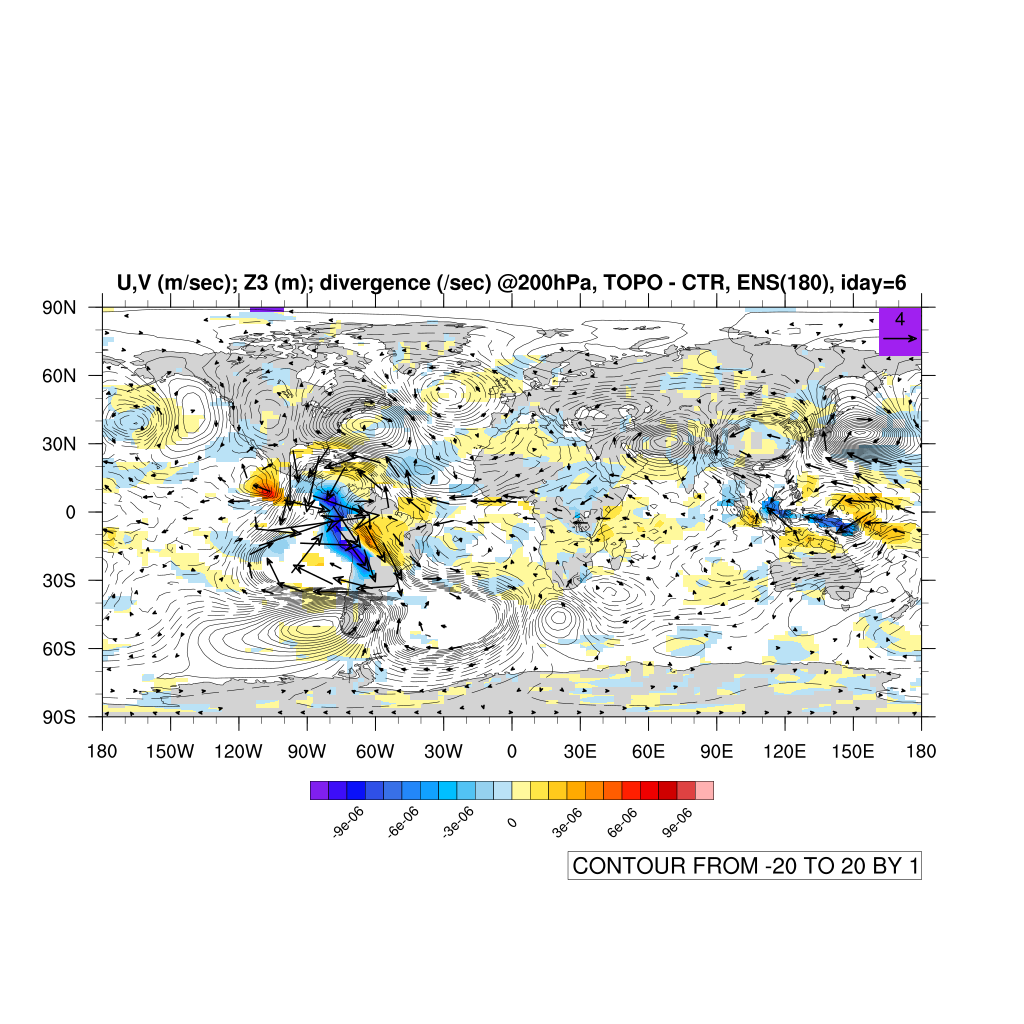 U,V (m/sec); Z3 (m); divergence (/sec) @200hPa, TOPO - CTR, ENS(180), iday=6
90N
4
60N
30N
0
30S
60S
90S
180 150W 120W 90W 60W 30W 0 30E 60E 90E 120E 150E 180
-9e-06 -6e-06 -3e-06 0 3e-06 6e-06 9e-06
CONTOUR FROM -20 TO 20 BY 1